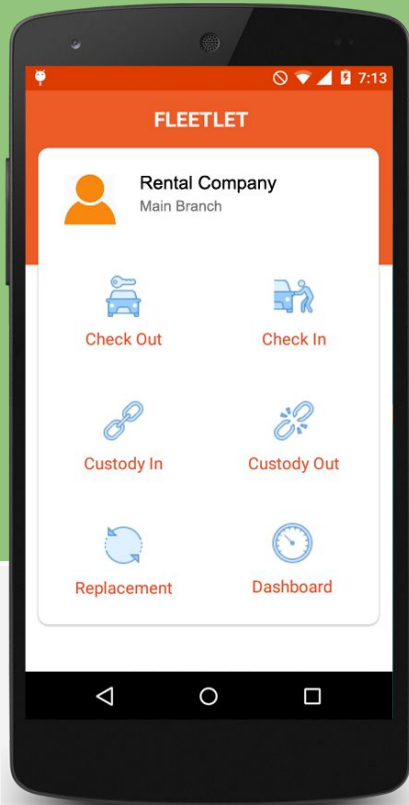 7:13
FLEETLET
Rental Company
Main Branch
Check Out
Check In
Custody In
Custody Out
Replacement
Dashboard